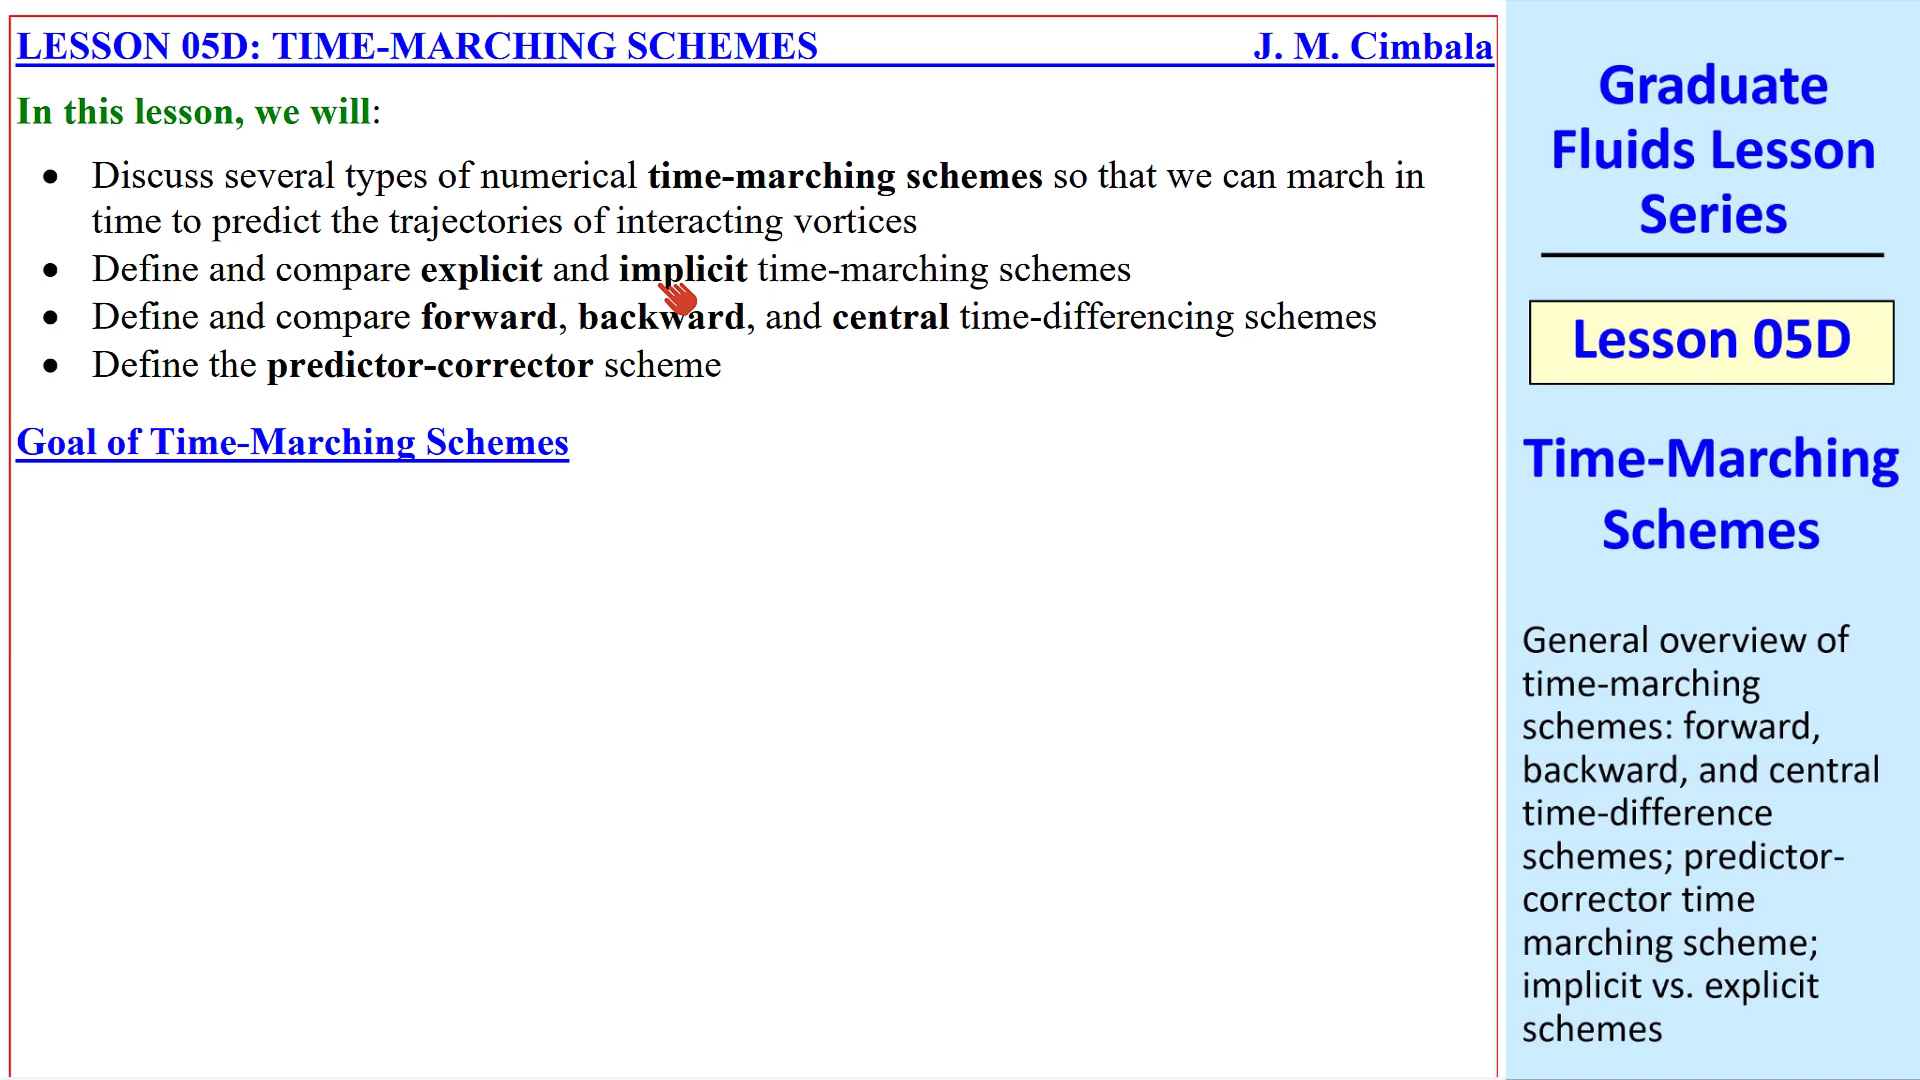 LESSON 05D: TIME-MARCHING SCHEMES J. M. Cimbala
In this lesson, we will:
• Discuss several types of numerical time-marching schemes so that we can march in
time to predict the trajectories of interacting vortices
• Define and compare explicit and implicit time-marching schemes
• Define and compare forward, backward, and central time-differencing schemes
• Define the predictor-corrector scheme
Goal of Time-Marching Schemes
Graduate
Fluids Lesson
Series
Lesson 05D
Time-Marching
Schemes
General overview of
time-marching
schemes: forward,
backward, and central
time-difference
schemes; predictor-
corrector time
marching scheme;
implicit vs. explicit
schemes